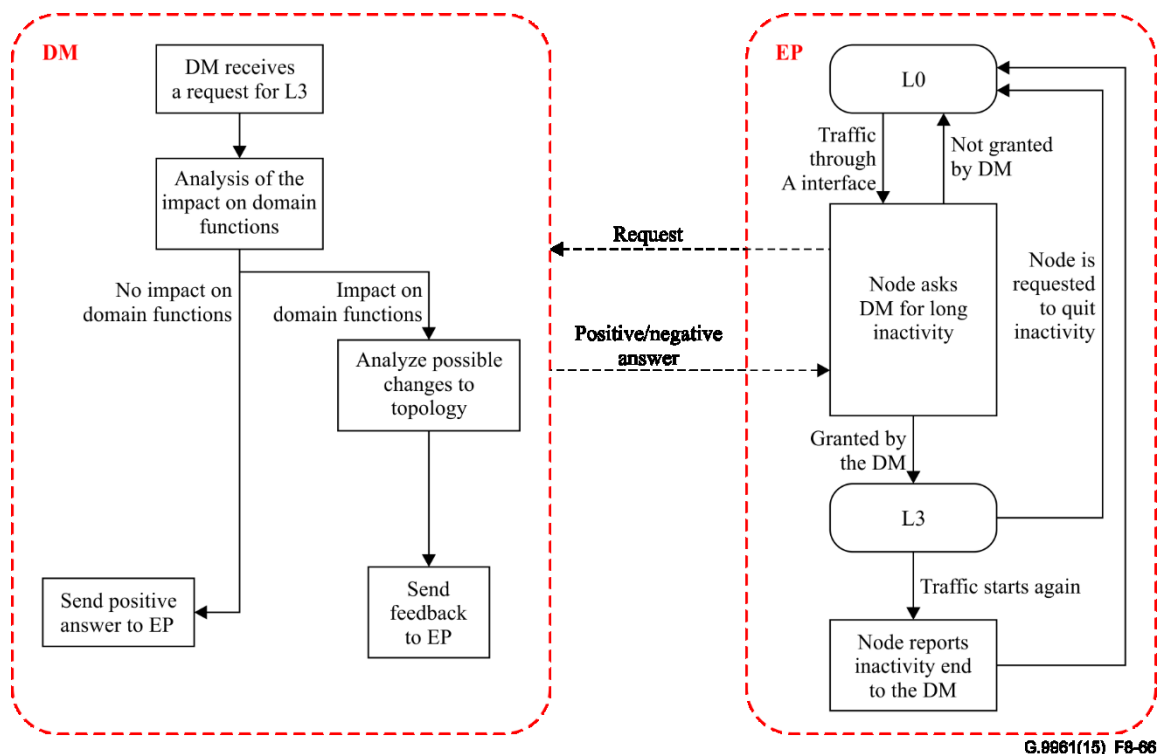 DM
DM receives
a request for L3
Analysis of the
impact on domain
functions
No impact on
domain functions
Impact on
domain functions
Analyze possible
changes to
topology
Send positive
answer to EP
Send
feedback
to EP
Request
Positive/negative
answer
EP
L0
Traffic
through
A interface
Not granted
by DM
Node asks
DM for long
inactivity
Node is
requested
to quit
inactivity
Granted by
the DM
L3
Traffic starts again
Node reports
inactivity end
to the DM
G.9961(15)_F8-66